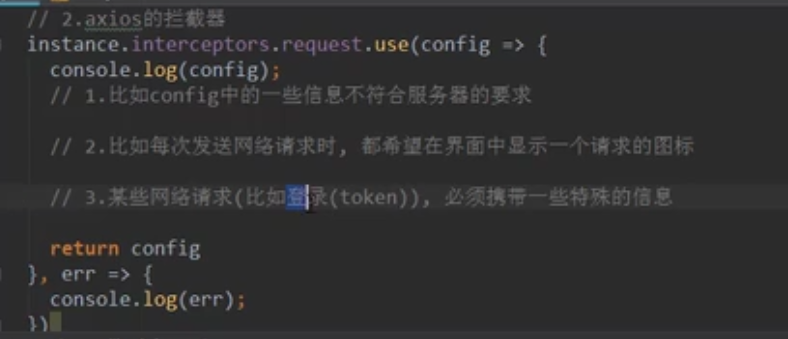 // 2.axios的拦截器
instance.interceptors.request.use(config => {
console.log(config);
// 1.比如config中的一些信息不符合服务器的要求
// 2.比如每次发送网络请求时, 都希望在界面中显示一个请求的图标
// 3.某些网络请求(比如登录(token)), 必须携带一些特殊的信息
return config
}, err => {
console.log(err);
})